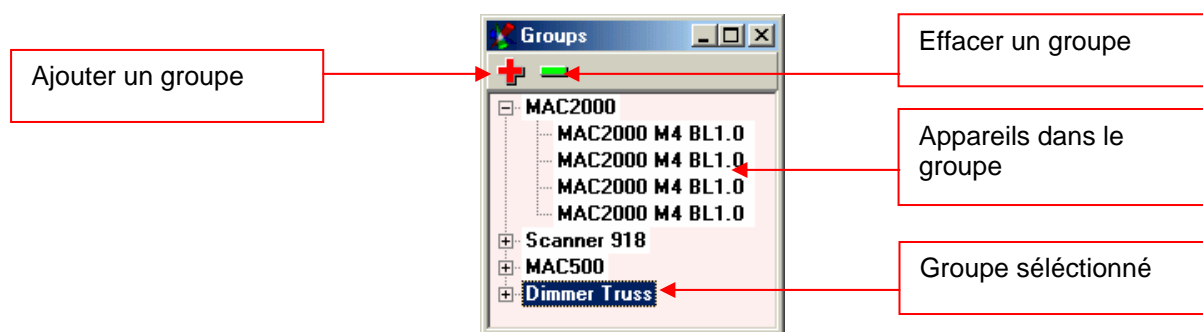 Groups
Ajouter un groupe
Effacer un groupe
MAC2000
MAC2000 M4 BL1.0
MAC2000 M4 BL1.0
MAC2000 M4 BL1.0
MAC2000 M4 BL1.0
Appareils dans le
groupe
Scanner 918
MAC500
Dimmer Truss
Groupe séléctionné